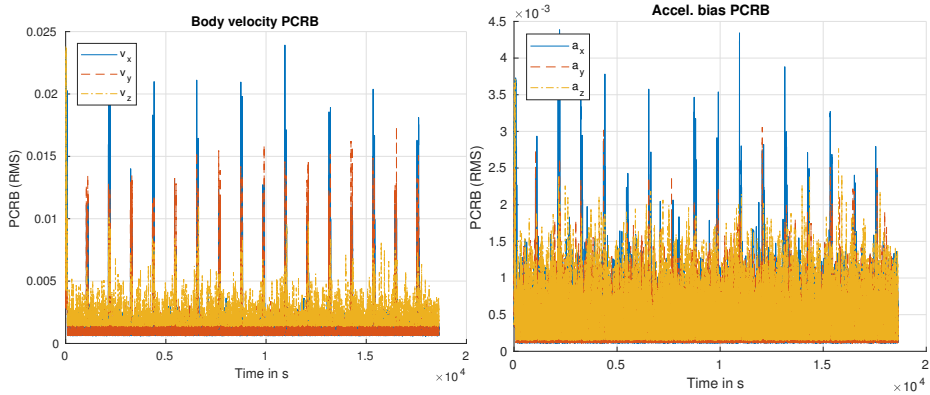 Body velocity PCRB
0.025
0.02
0.015
0.01
0.005
0
PCRB (RMS)
v_x
v_y
v_z
0 0.5 1 1.5 2
Time in s
×10^4
Accel. bias PCRB
×10^-3
4.5
4
3.5
3
2.5
2
1.5
1
0.5
0
PCRB (RMS)
a_x
a_y
a_z
0 0.5 1 1.5 2
Time in s
×10^4